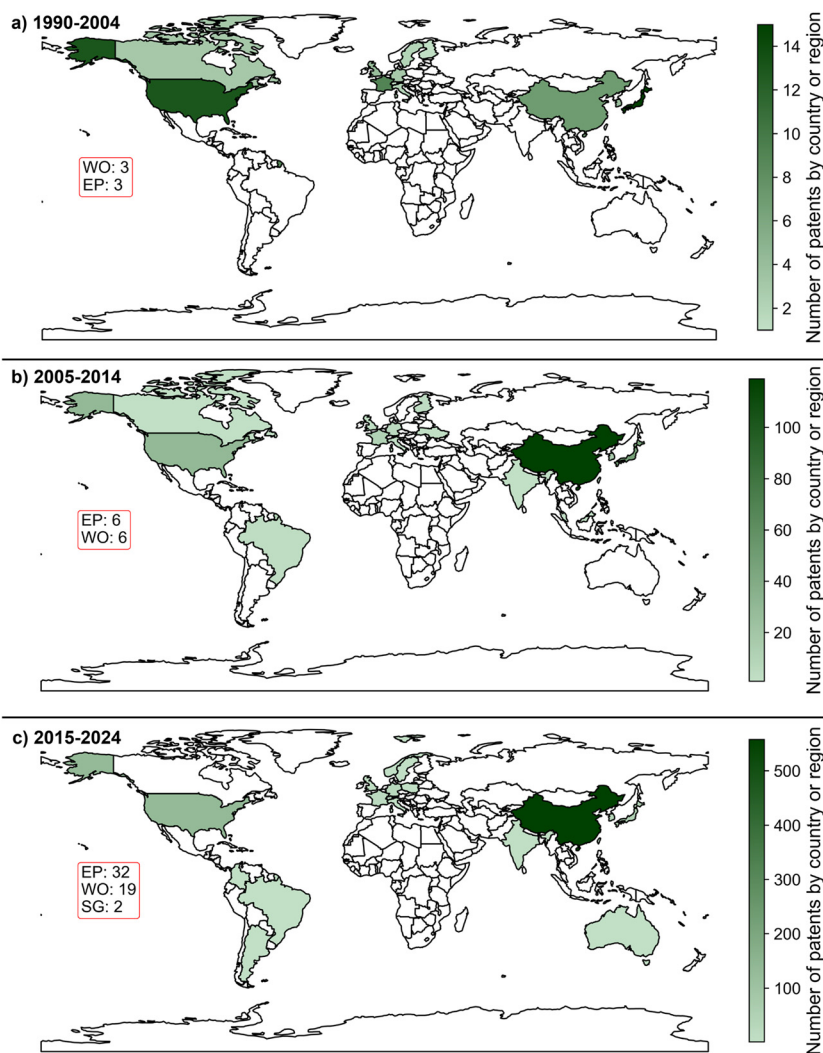 a) 1990-2004
WO: 3
EP: 3
14
12
10
8
6
4
2
Number of patents by country or region
b) 2005-2014
EP: 6
WO: 6
100
80
60
40
20
Number of patents by country or region
c) 2015-2024
EP: 32
WO: 19
SG: 2
500
400
300
200
100
Number of patents by country or region